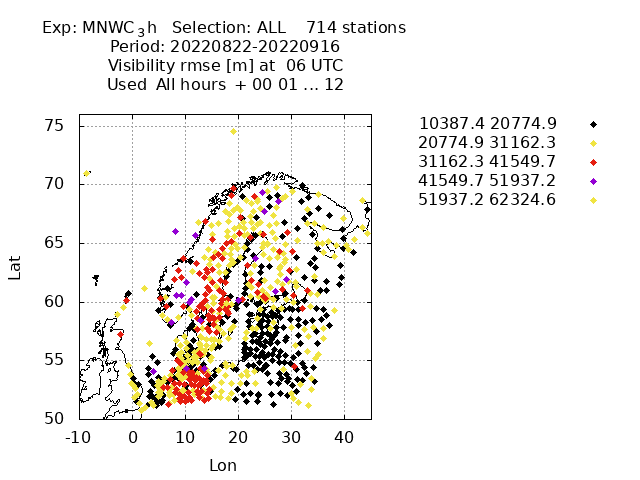 Exp: MNWC_3h   Selection: ALL    714 stations
Period: 20220822-20220916
Visibility rmse [m] at  06 UTC
Used  All hours  + 00 01 ... 12
10387.4 20774.9
20774.9 31162.3
31162.3 41549.7
41549.7 51937.2
51937.2 62324.6
75
70
65
60
55
50
Lat
-10 0 10 20 30 40
Lon